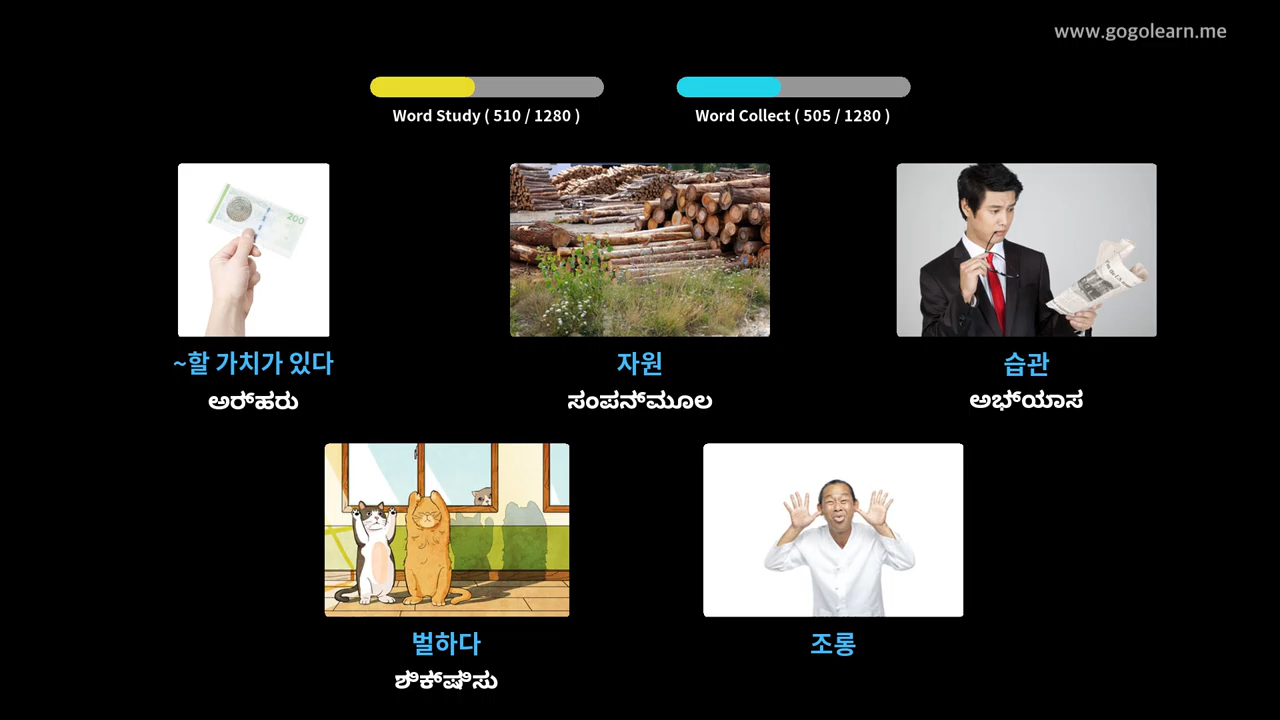 www.gogolearn.me
Word Study ( 510 / 1280 )
Word Collect ( 505 / 1280 )
200
~할 가치가 있다
ಅರ್ಹರು
자원
ಸಂಪನ್ಮೂಲ
습관
ಅಭ್ಯಾಸ
벌하다
ಶಿಕ್ಷಿಸು
조롱